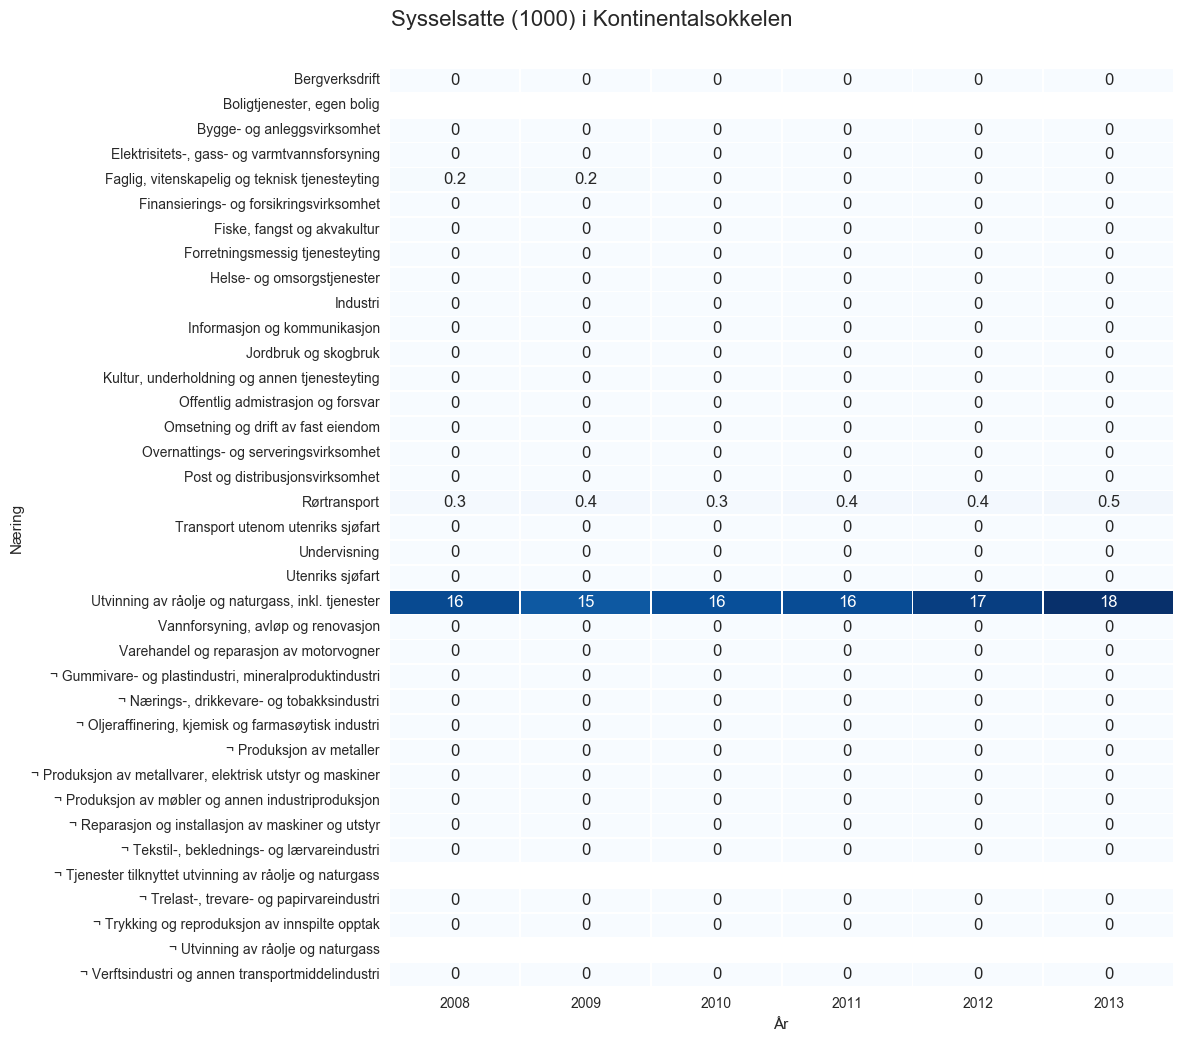 Sysselsatte (1000) i Kontinentalsokkelen
Bergverksdrift 0 0 0 0 0 0
Boligtjenester, egen bolig
Bygge- og anleggsvirksomhet 0 0 0 0 0 0
Elektrisitets-, gass- og varmtvannsforsyning 0 0 0 0 0 0
Faglig, vitenskapelig og teknisk tjenesteyting 0.2 0.2 0 0 0 0
Finansierings- og forsikringsvirksomhet 0 0 0 0 0 0
Fiske, fangst og akvakultur 0 0 0 0 0 0
Forretningsmessig tjenesteyting 0 0 0 0 0 0
Helse- og omsorgstjenester 0 0 0 0 0 0
Industri 0 0 0 0 0 0
Informasjon og kommunikasjon 0 0 0 0 0 0
Jordbruk og skogbruk 0 0 0 0 0 0
Kultur, underholdning og annen tjenesteyting 0 0 0 0 0 0
Offentlig admistrasjon og forsvar 0 0 0 0 0 0
Omsetning og drift av fast eiendom 0 0 0 0 0 0
Overnattings- og serveringsvirksomhet 0 0 0 0 0 0
Post og distribusjonsvirksomhet 0 0 0 0 0 0
Rørtransport 0.3 0.4 0.3 0.4 0.4 0.5
Transport utenom utenriks sjøfart 0 0 0 0 0 0
Undervisning 0 0 0 0 0 0
Utenriks sjøfart 0 0 0 0 0 0
Utvinning av råolje og naturgass, inkl. tjenester 16 15 16 16 17 18
Vannforsyning, avløp og renovasjon 0 0 0 0 0 0
Varehandel og reparasjon av motorvogner 0 0 0 0 0 0
¬ Gummivare- og plastindustri, mineralproduktindustri 0 0 0 0 0 0
¬ Nærings-, drikkevare- og tobakksindustri 0 0 0 0 0 0
¬ Oljeraffinering, kjemisk og farmasøytisk industri 0 0 0 0 0 0
¬ Produksjon av metaller 0 0 0 0 0 0
¬ Produksjon av metallvarer, elektrisk utstyr og maskiner 0 0 0 0 0 0
¬ Produksjon av møbler og annen industriproduksjon 0 0 0 0 0 0
¬ Reparasjon og installasjon av maskiner og utstyr 0 0 0 0 0 0
¬ Tekstil-, beklednings- og lærvareindustri 0 0 0 0 0 0
¬ Tjenester tilknyttet utvinning av råolje og naturgass
¬ Trelast-, trevare- og papirvareindustri 0 0 0 0 0 0
¬ Trykking og reproduksjon av innspilte opptak 0 0 0 0 0 0
¬ Utvinning av råolje og naturgass
¬ Verftsindustri og annen transportmiddelindustri 0 0 0 0 0 0
2008 2009 2010 2011 2012 2013
År
Næring